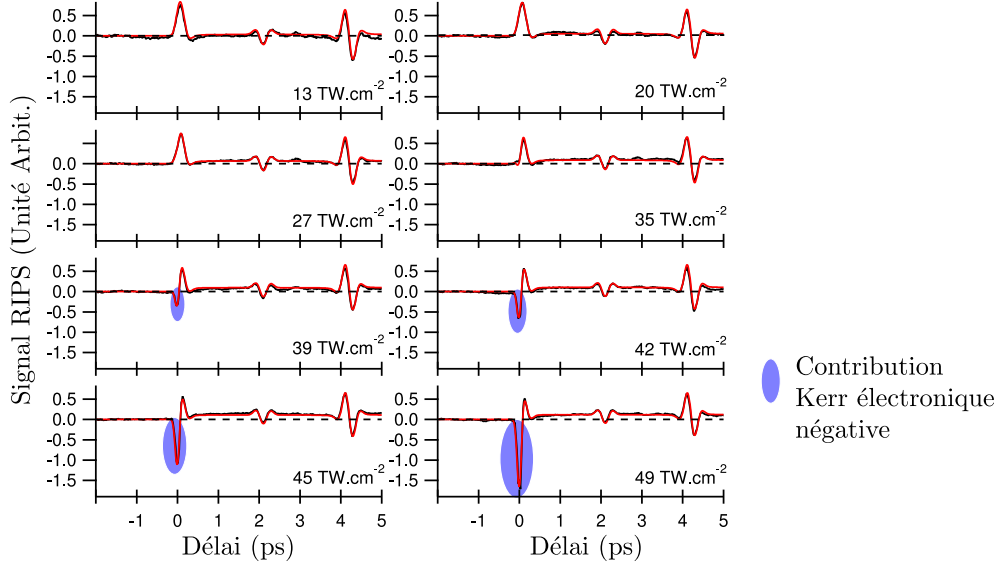 0.5
0.0
-0.5
-1.0
-1.5
13 TW.cm-2
0.5
0.0
-0.5
-1.0
-1.5
20 TW.cm-2
0.5
0.0
-0.5
-1.0
-1.5
27 TW.cm-2
0.5
0.0
-0.5
-1.0
-1.5
35 TW.cm-2
0.5
0.0
-0.5
-1.0
-1.5
39 TW.cm-2
0.5
0.0
-0.5
-1.0
-1.5
42 TW.cm-2
0.5
0.0
-0.5
-1.0
-1.5
45 TW.cm-2
0.5
0.0
-0.5
-1.0
-1.5
49 TW.cm-2
-1 0 1 2 3 4 5
-1 0 1 2 3 4 5
Délai (ps)
Délai (ps)
Signal RIPS (Unité Arbit.)
Contribution
Kerr électronique
négative